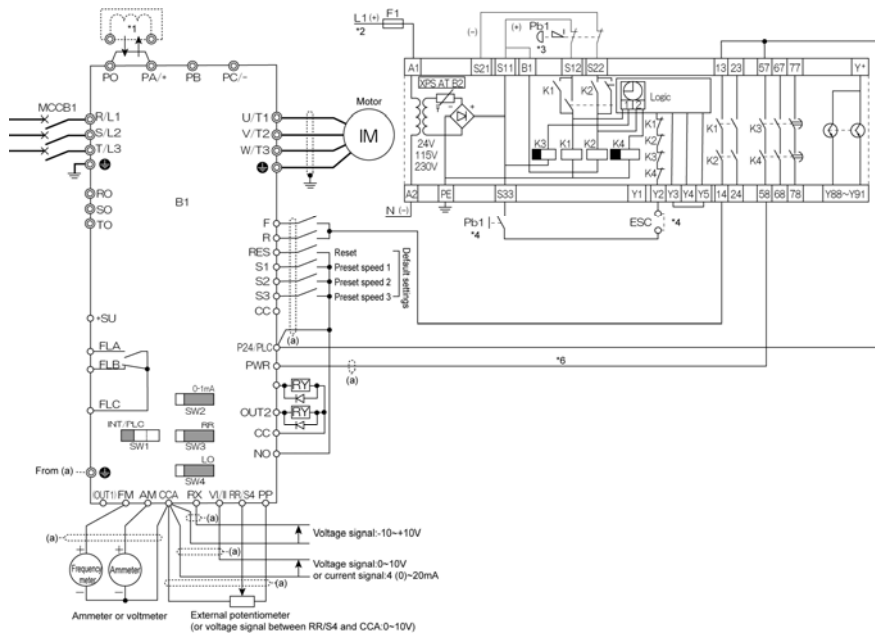 *1
PO PA/+ PB PC/-
MCCB1
R/L1
S/L2
T/L3
RO
SO
TO
B1
U/T1
V/T2
W/T3
Motor
IM
F
R
RES Reset
S1 Preset speed 1
S2 Preset speed 2
S3 Preset speed 3
Default settings
CC
(a)
P24/PLC
PWR
(a)
*6
RY
OUT2 RY
CC
NO
+SU
FLA
FLB
FLC
0-1mA
SW2
INT/PLC
SW1
RR
SW3
LO
SW4
From (a)
(OUT1) FM AM CCA RX VI/II RR/S4 PP
(a)
(a)
(a)
(a)
Voltage signal:-10~+10V
Voltage signal:0~10V
or current signal:4 (0)~20mA
+ +
Frequency meter
Ammeter
− −
Ammeter or voltmeter
External potentiometer
(or voltage signal between RR/S4 and CCA:0~10V)
L1 (+) F1
*2
(−) (+) Pb1
*3
A1 S21 S11 B1 S12 S22 13 23 57 67 77 Y+
XPS AT R2
24V
115V
230V
+
K1 K2
1 2
Logic
K3 K1 K2 K4
K1
K2
K3
K4
K1
K2
K3
K4
A2 PE S33 Y1 Y2 Y3 Y4 Y5 14 24 58 68 78 Y88~Y91
N (−)
Pb1
*4
ESC
*4